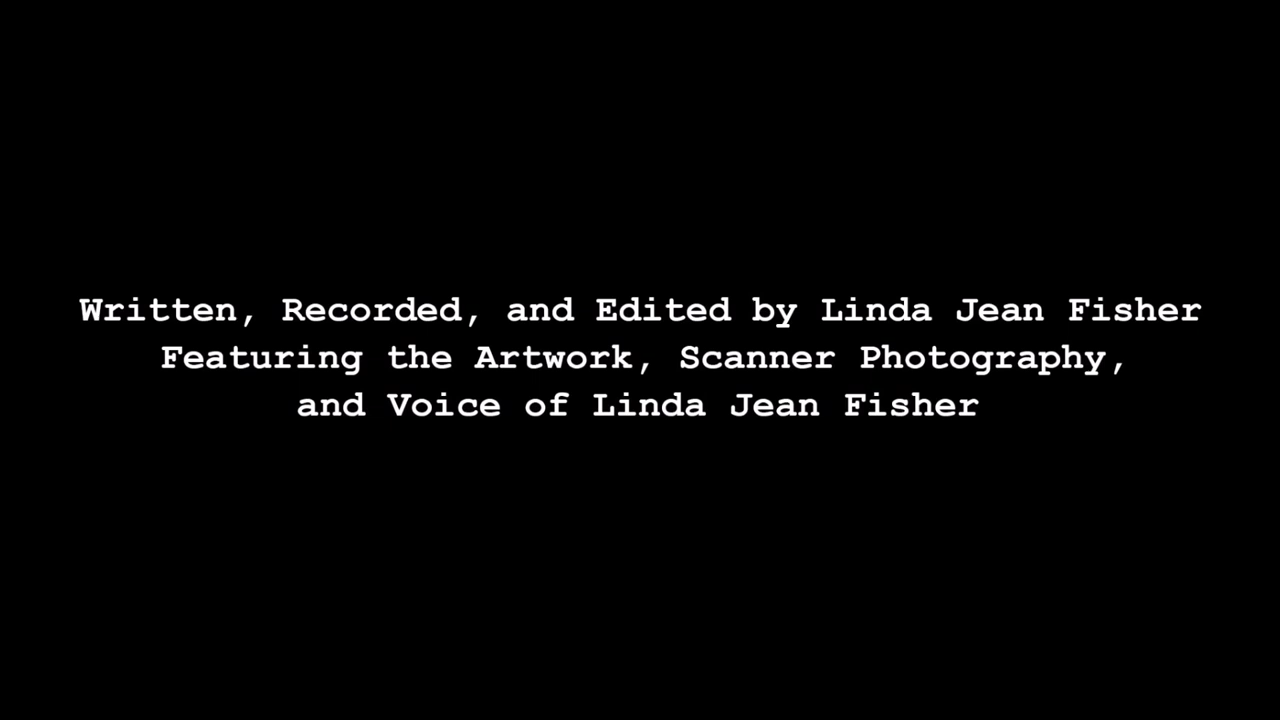 Written, Recorded, and Edited by Linda Jean Fisher
Featuring the Artwork, Scanner Photography,
and Voice of Linda Jean Fisher